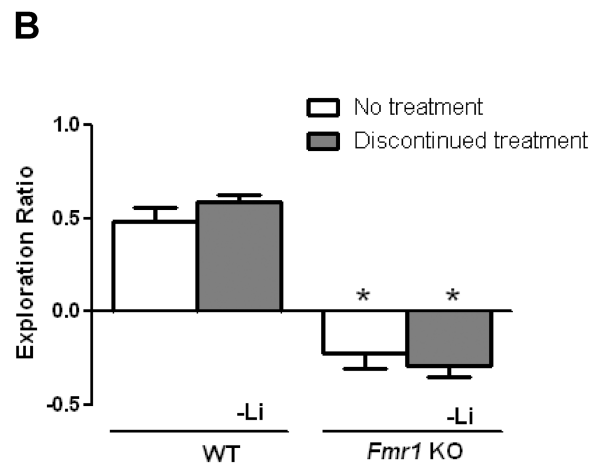 B
No treatment
Discontinued treatment
Exploration Ratio
1.0
0.5
0.0
-0.5
* *
-Li -Li
WT Fmr1 KO